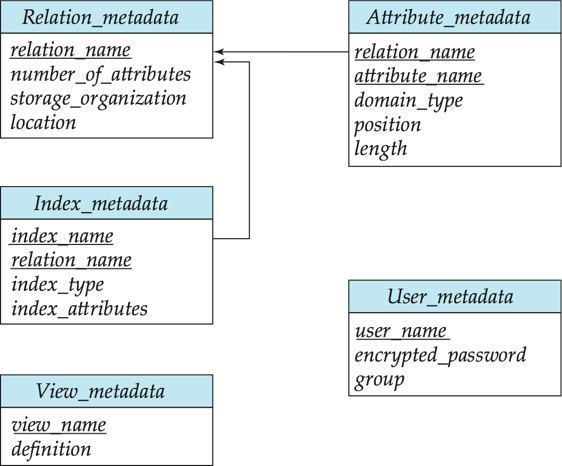 Relation_metadata
relation_name
number_of_attributes
storage_organization
location
Attribute_metadata
relation_name
attribute_name
domain_type
position
length
Index_metadata
index_name
relation_name
index_type
index_attributes
User_metadata
user_name
encrypted_password
group
View_metadata
view_name
definition